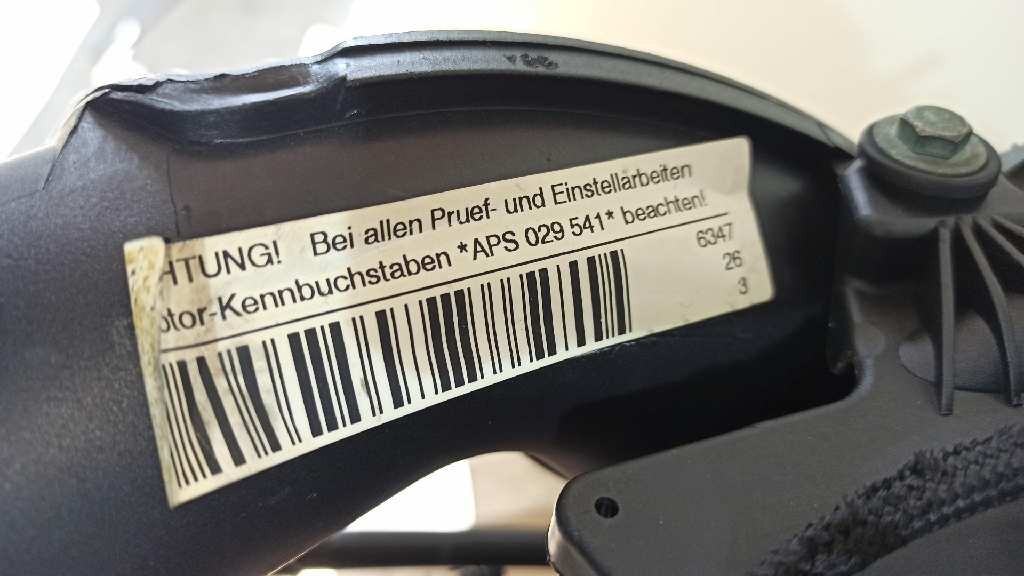 HTUNG! Bei allen Pruef- und Einstellarbeiten
otor-Kennbuchstaben *APS 029 541* beachten!
6347
26
3